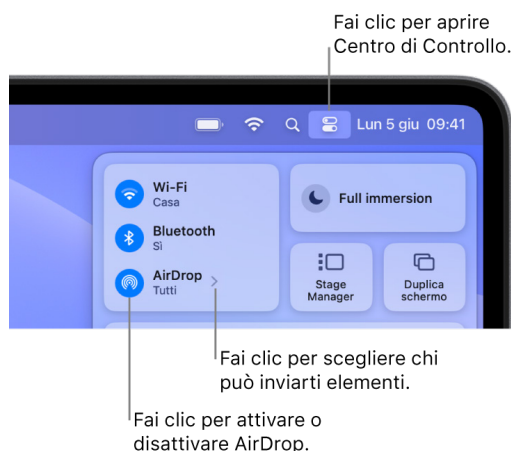 Fai clic per aprire
Centro di Controllo.
Lun 5 giu 09:41
Wi-Fi
Casa
Full immersion
Bluetooth
Sì
AirDrop
Tutti
Stage
Manager
Duplica
schermo
Fai clic per scegliere chi
può inviarti elementi.
Fai clic per attivare o
disattivare AirDrop.